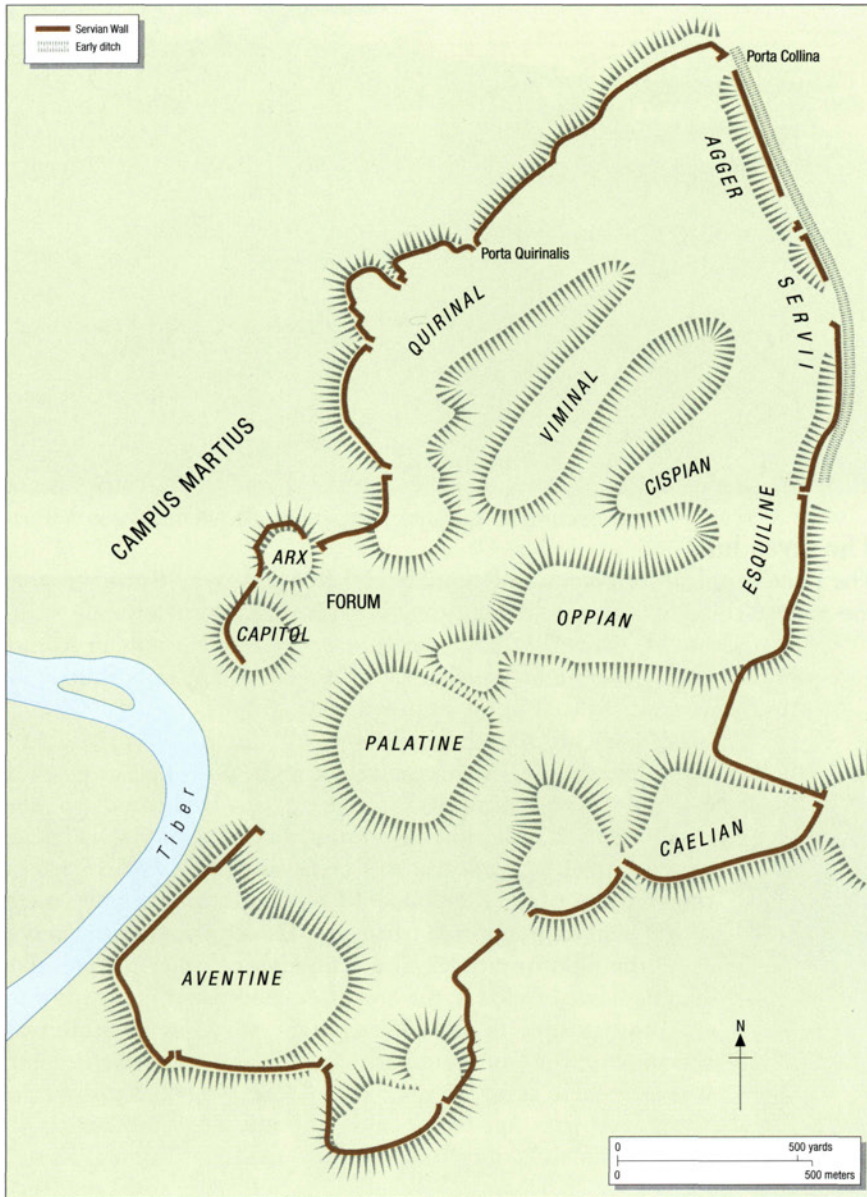 Servian Wall
Early ditch
Porta Collina
AGGER
SERVII
Porta Quirinalis
QUIRINAL
VIMINAL
CISPIAN
CAMPUS MARTIUS
ESQUILINE
ARX
FORUM
OPPIAN
CAPITOL
PALATINE
Tiber
CAELIAN
AVENTINE
N
0 500 yards
0 500 meters